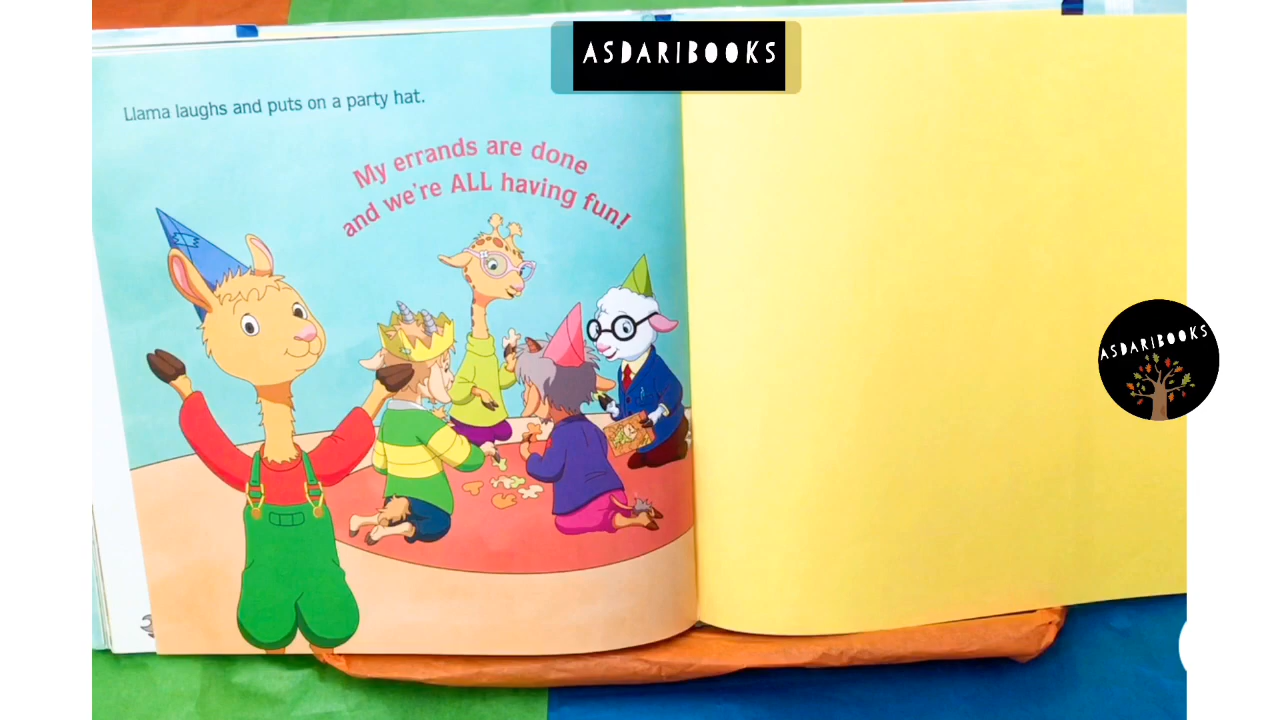 ASDARIBOOKS
Llama laughs and puts on a party hat.
My errands are done
and we're ALL having fun!
ASDARIBOOKS